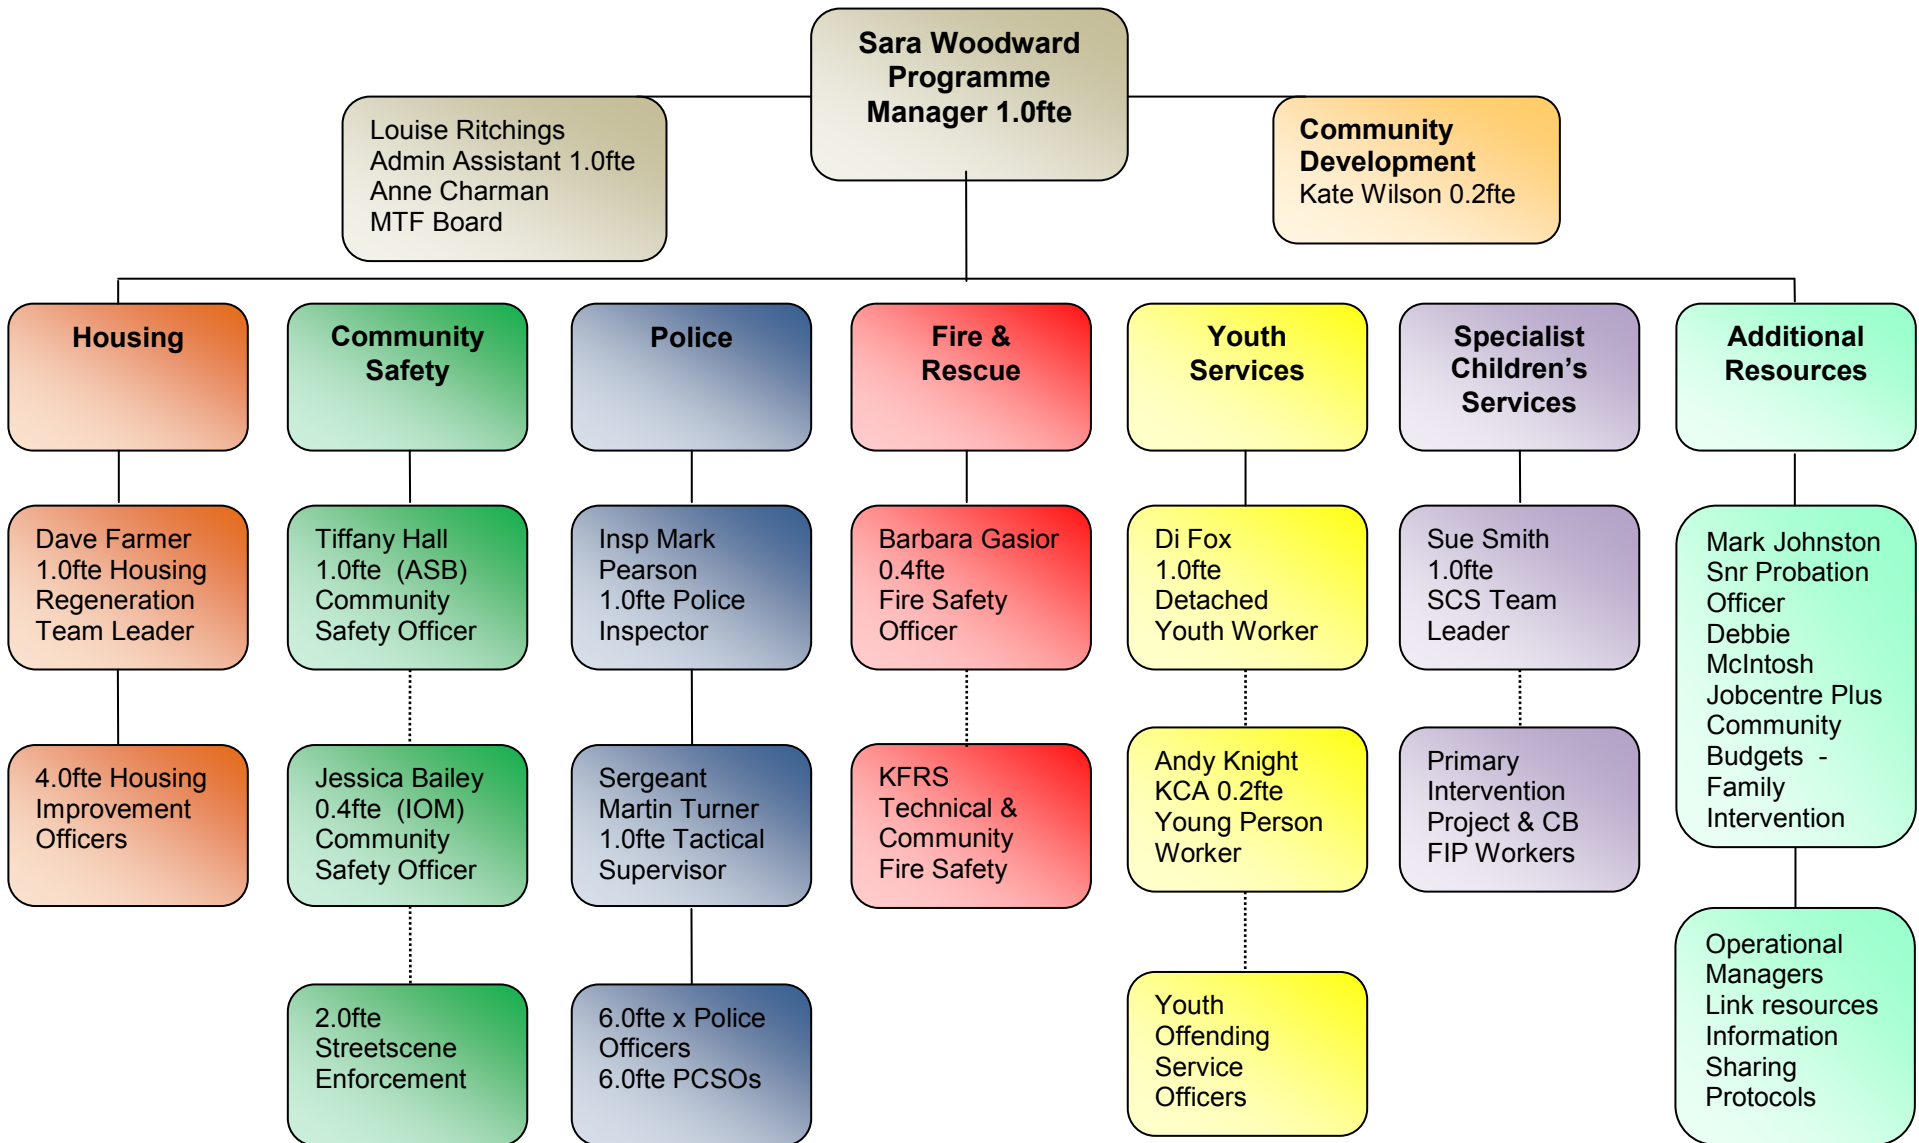 Sara Woodward
Programme
Manager 1.0fte
Louise Ritchings
Admin Assistant 1.0fte
Anne Charman
MTF Board
Community
Development
Kate Wilson 0.2fte
Housing
Community
Safety
Police
Fire &
Rescue
Youth
Services
Specialist
Children’s
Services
Additional
Resources
Dave Farmer
1.0fte Housing
Regeneration
Team Leader
Tiffany Hall
1.0fte (ASB)
Community
Safety Officer
Insp Mark
Pearson
1.0fte Police
Inspector
Barbara Gasior
0.4fte
Fire Safety
Officer
Di Fox
1.0fte
Detached
Youth Worker
Sue Smith
1.0fte
SCS Team
Leader
Mark Johnston
Snr Probation
Officer
Debbie
McIntosh
Jobcentre Plus
Community
Budgets -
Family
Intervention
4.0fte Housing
Improvement
Officers
Jessica Bailey
0.4fte (IOM)
Community
Safety Officer
Sergeant
Martin Turner
1.0fte Tactical
Supervisor
KFRS
Technical &
Community
Fire Safety
Andy Knight
KCA 0.2fte
Young Person
Worker
Primary
Intervention
Project & CB
FIP Workers
2.0fte
Streetscene
Enforcement
6.0fte x Police
Officers
6.0fte PCSOs
Youth
Offending
Service
Officers
Operational
Managers
Link resources
Information
Sharing
Protocols